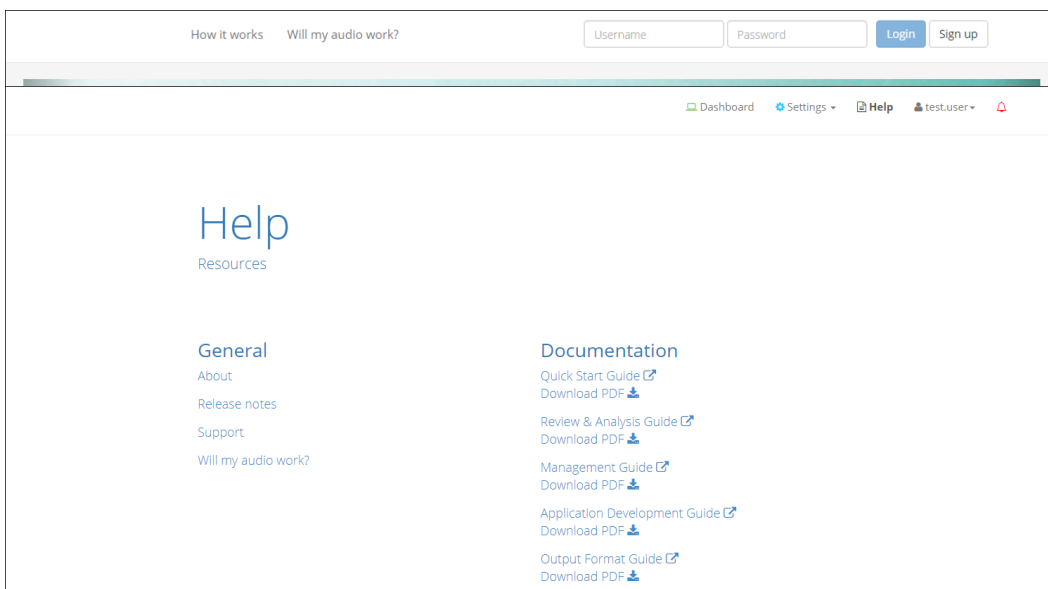 How it works Will my audio work? Username Password Login Sign up
Dashboard Settings Help test.user
Help
Resources
General
About
Release notes
Support
Will my audio work?
Documentation
Quick Start Guide
Download PDF
Review & Analysis Guide
Download PDF
Management Guide
Download PDF
Application Development Guide
Download PDF
Output Format Guide
Download PDF